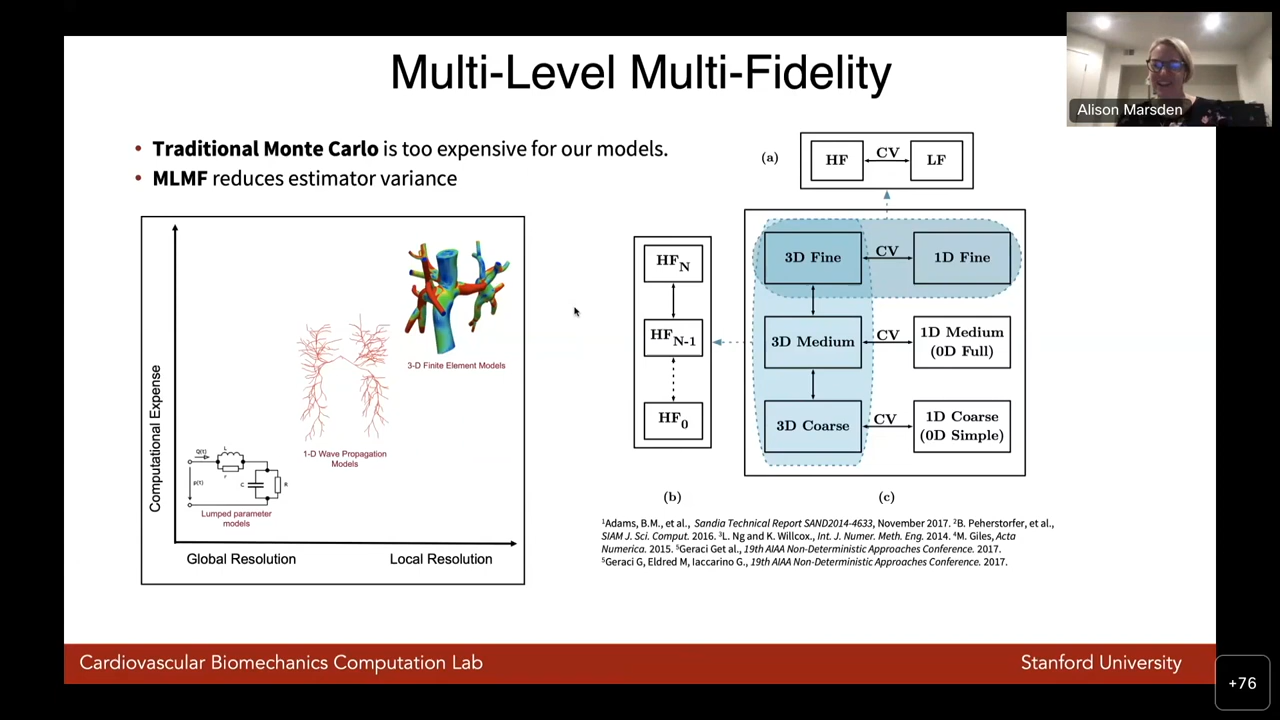 Multi-Level Multi-Fidelity
Alison Marsden
• Traditional Monte Carlo is too expensive for our models.
• MLMF reduces estimator variance
Computational Expense
3-D Finite Element Models
1-D Wave Propagation
Models
Q(t)
L
r
p(t)
C
R
Lumped parameter
models
Global Resolution
Local Resolution
(a)
HF
CV
LF
HF_N
HF_N-1
HF_0
(b)
3D Fine
CV
1D Fine
3D Medium
CV
1D Medium
(0D Full)
3D Coarse
CV
1D Coarse
(0D Simple)
(c)
¹Adams, B.M., et al., Sandia Technical Report SAND2014-4633, November 2017. ²B. Peherstorfer, et al.,
SIAM J. Sci. Comput. 2016. ³L. Ng and K. Willcox., Int. J. Numer. Meth. Eng. 2014. ⁴M. Giles, Acta
Numerica. 2015. ⁵Geraci Get al., 19th AIAA Non-Deterministic Approaches Conference. 2017.
⁵Geraci G, Eldred M, Iaccarino G., 19th AIAA Non-Deterministic Approaches Conference. 2017.
Cardiovascular Biomechanics Computation Lab
Stanford University
+76